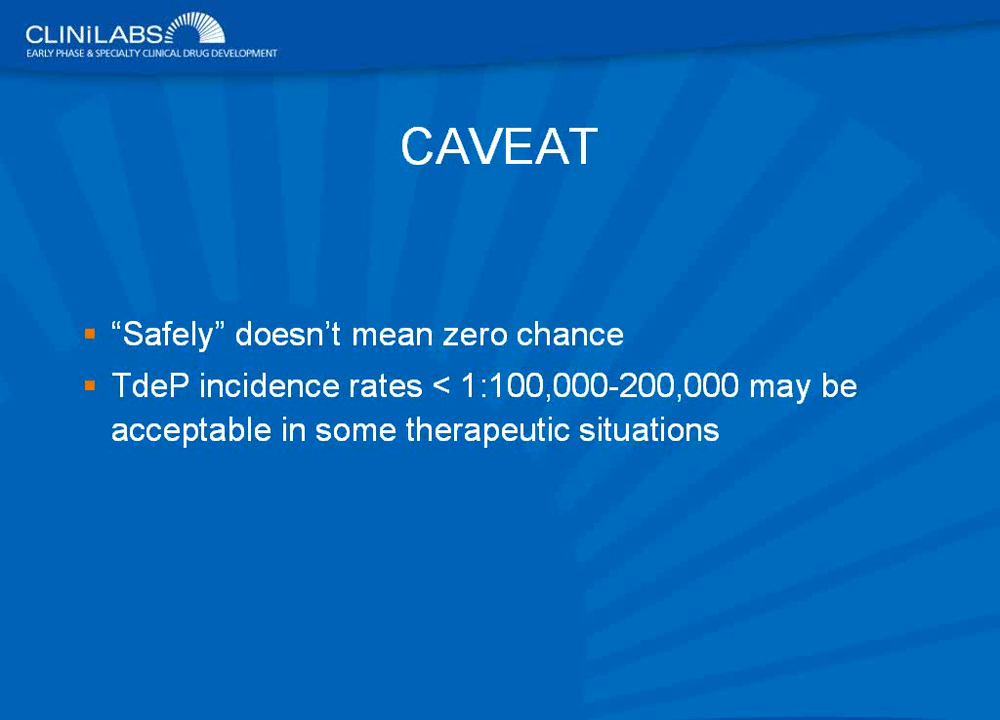 CLINiLABS
EARLY PHASE & SPECIALTY CLINICAL DRUG DEVELOPMENT
CAVEAT
▪ “Safely” doesn’t mean zero chance
▪ TdeP incidence rates < 1:100,000-200,000 may be
acceptable in some therapeutic situations